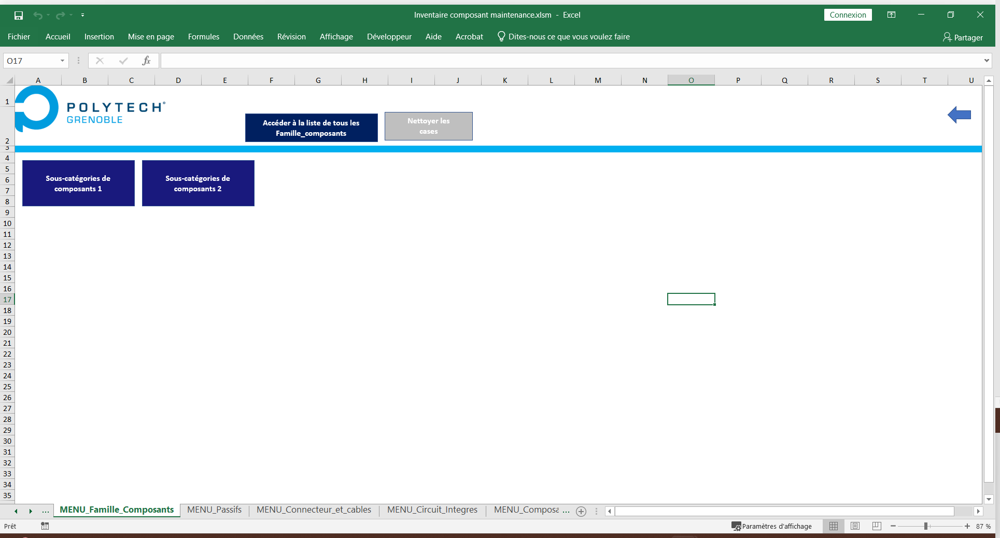 Inventaire composant maintenance.xlsm - Excel
Connexion
Fichier Accueil Insertion Mise en page Formules Données Révision Affichage Développeur Aide Acrobat Dites-nous ce que vous voulez faire Partager
O17 fx
A B C D E F G H I J K L M N O P Q R S T U
1
POLYTECH
GRENOBLE
Accéder à la liste de tous les
Famille_composants
Nettoyer les
cases
2
3
4
5
6
7
8
Sous-catégories de
composants 1
Sous-catégories de
composants 2
9
10
11
12
13
14
15
16
17
18
19
20
21
22
23
24
25
26
27
28
29
30
31
32
33
34
35
... MENU_Famille_Composants MENU_Passifs MENU_Connecteur_et_cables MENU_Circuit_Integres MENU_Composa ...
Prêt Paramètres d'affichage 87 %